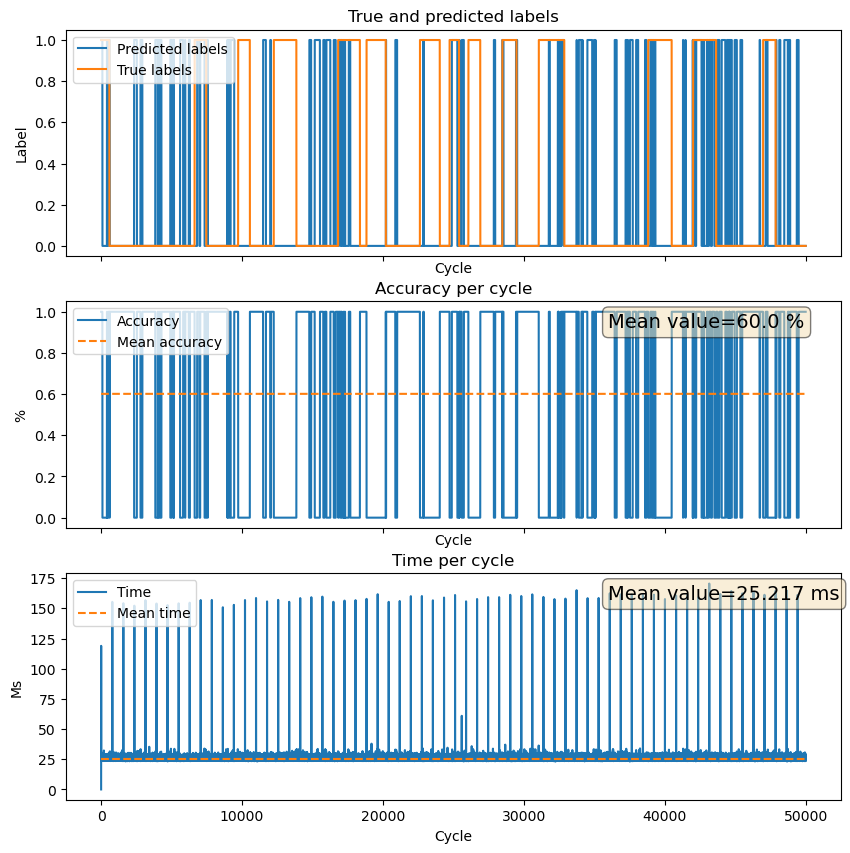 True and predicted labels
1.0
0.8
0.6
0.4
0.2
0.0
Label
Predicted labels
True labels
Cycle
Accuracy per cycle
1.0
0.8
0.6
0.4
0.2
0.0
%
Accuracy
Mean accuracy
Mean value=60.0 %
Cycle
Time per cycle
175
150
125
100
75
50
25
0
Ms
Time
Mean time
Mean value=25.217 ms
0 10000 20000 30000 40000 50000
Cycle